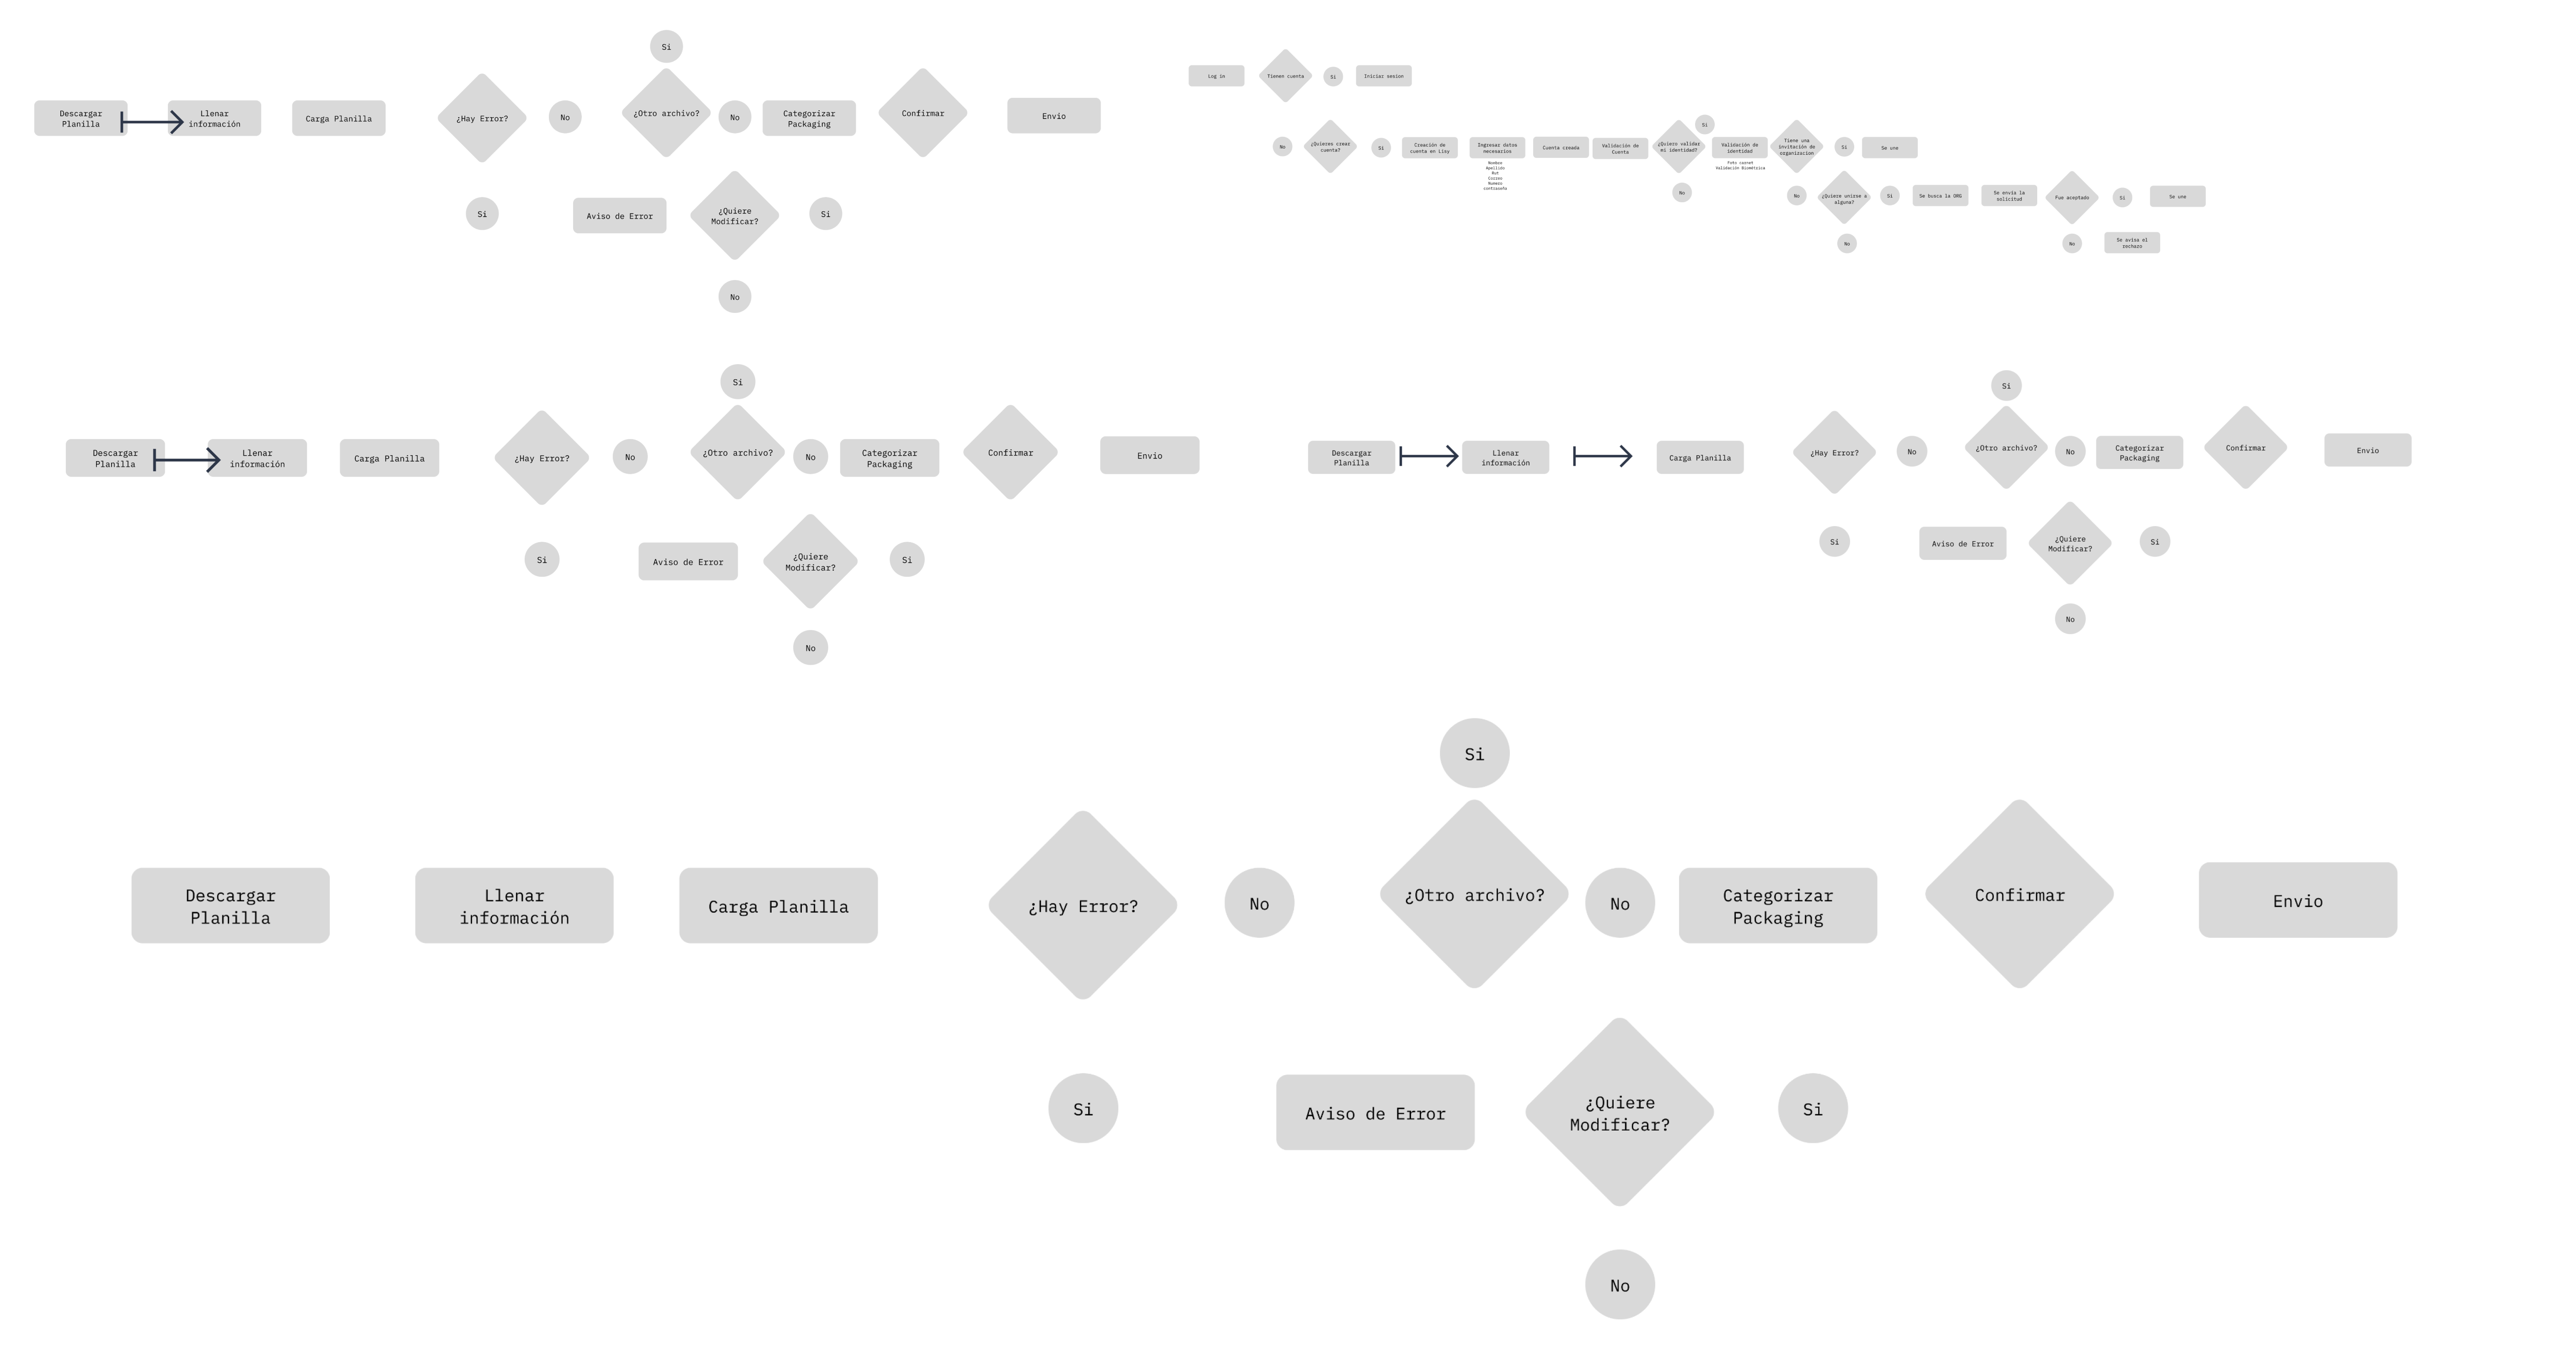 Si
Descargar
Planilla
Llenar
información
Carga Planilla
¿Hay Error?
No
¿Otro archivo?
No
Categorizar
Packaging
Confirmar
Envio
Si
Aviso de Error
¿Quiere
Modificar?
Si
No
Log in
Tienen cuenta
Si
Iniciar sesion
No
¿Quieres crear
cuenta?
Si
Creación de
cuenta en Lisy
Ingresar datos
necesarios
Nombre
Apellido
Rut
Correo
Numero
contraseña
Cuenta creada
Validación de
Cuenta
¿Quiero validar
mi identidad?
Si
No
Validación de
identidad
Foto carnet
Validación Biométrica
Tiene una
invitación de
organizacion
Si
Se une
No
¿Quiere unirse a
alguna?
Si
Se busca la ORG
Se envia la
solicitud
Fue aceptado
Si
Se une
No
No
Se avisa el
rechazo
Si
Descargar
Planilla
Llenar
información
Carga Planilla
¿Hay Error?
No
¿Otro archivo?
No
Categorizar
Packaging
Confirmar
Envio
Si
Aviso de Error
¿Quiere
Modificar?
Si
No
Si
Descargar
Planilla
Llenar
información
Carga Planilla
¿Hay Error?
No
¿Otro archivo?
No
Categorizar
Packaging
Confirmar
Envio
Si
Aviso de Error
¿Quiere
Modificar?
Si
No
Si
Descargar
Planilla
Llenar
información
Carga Planilla
¿Hay Error?
No
¿Otro archivo?
No
Categorizar
Packaging
Confirmar
Envio
Si
Aviso de Error
¿Quiere
Modificar?
Si
No